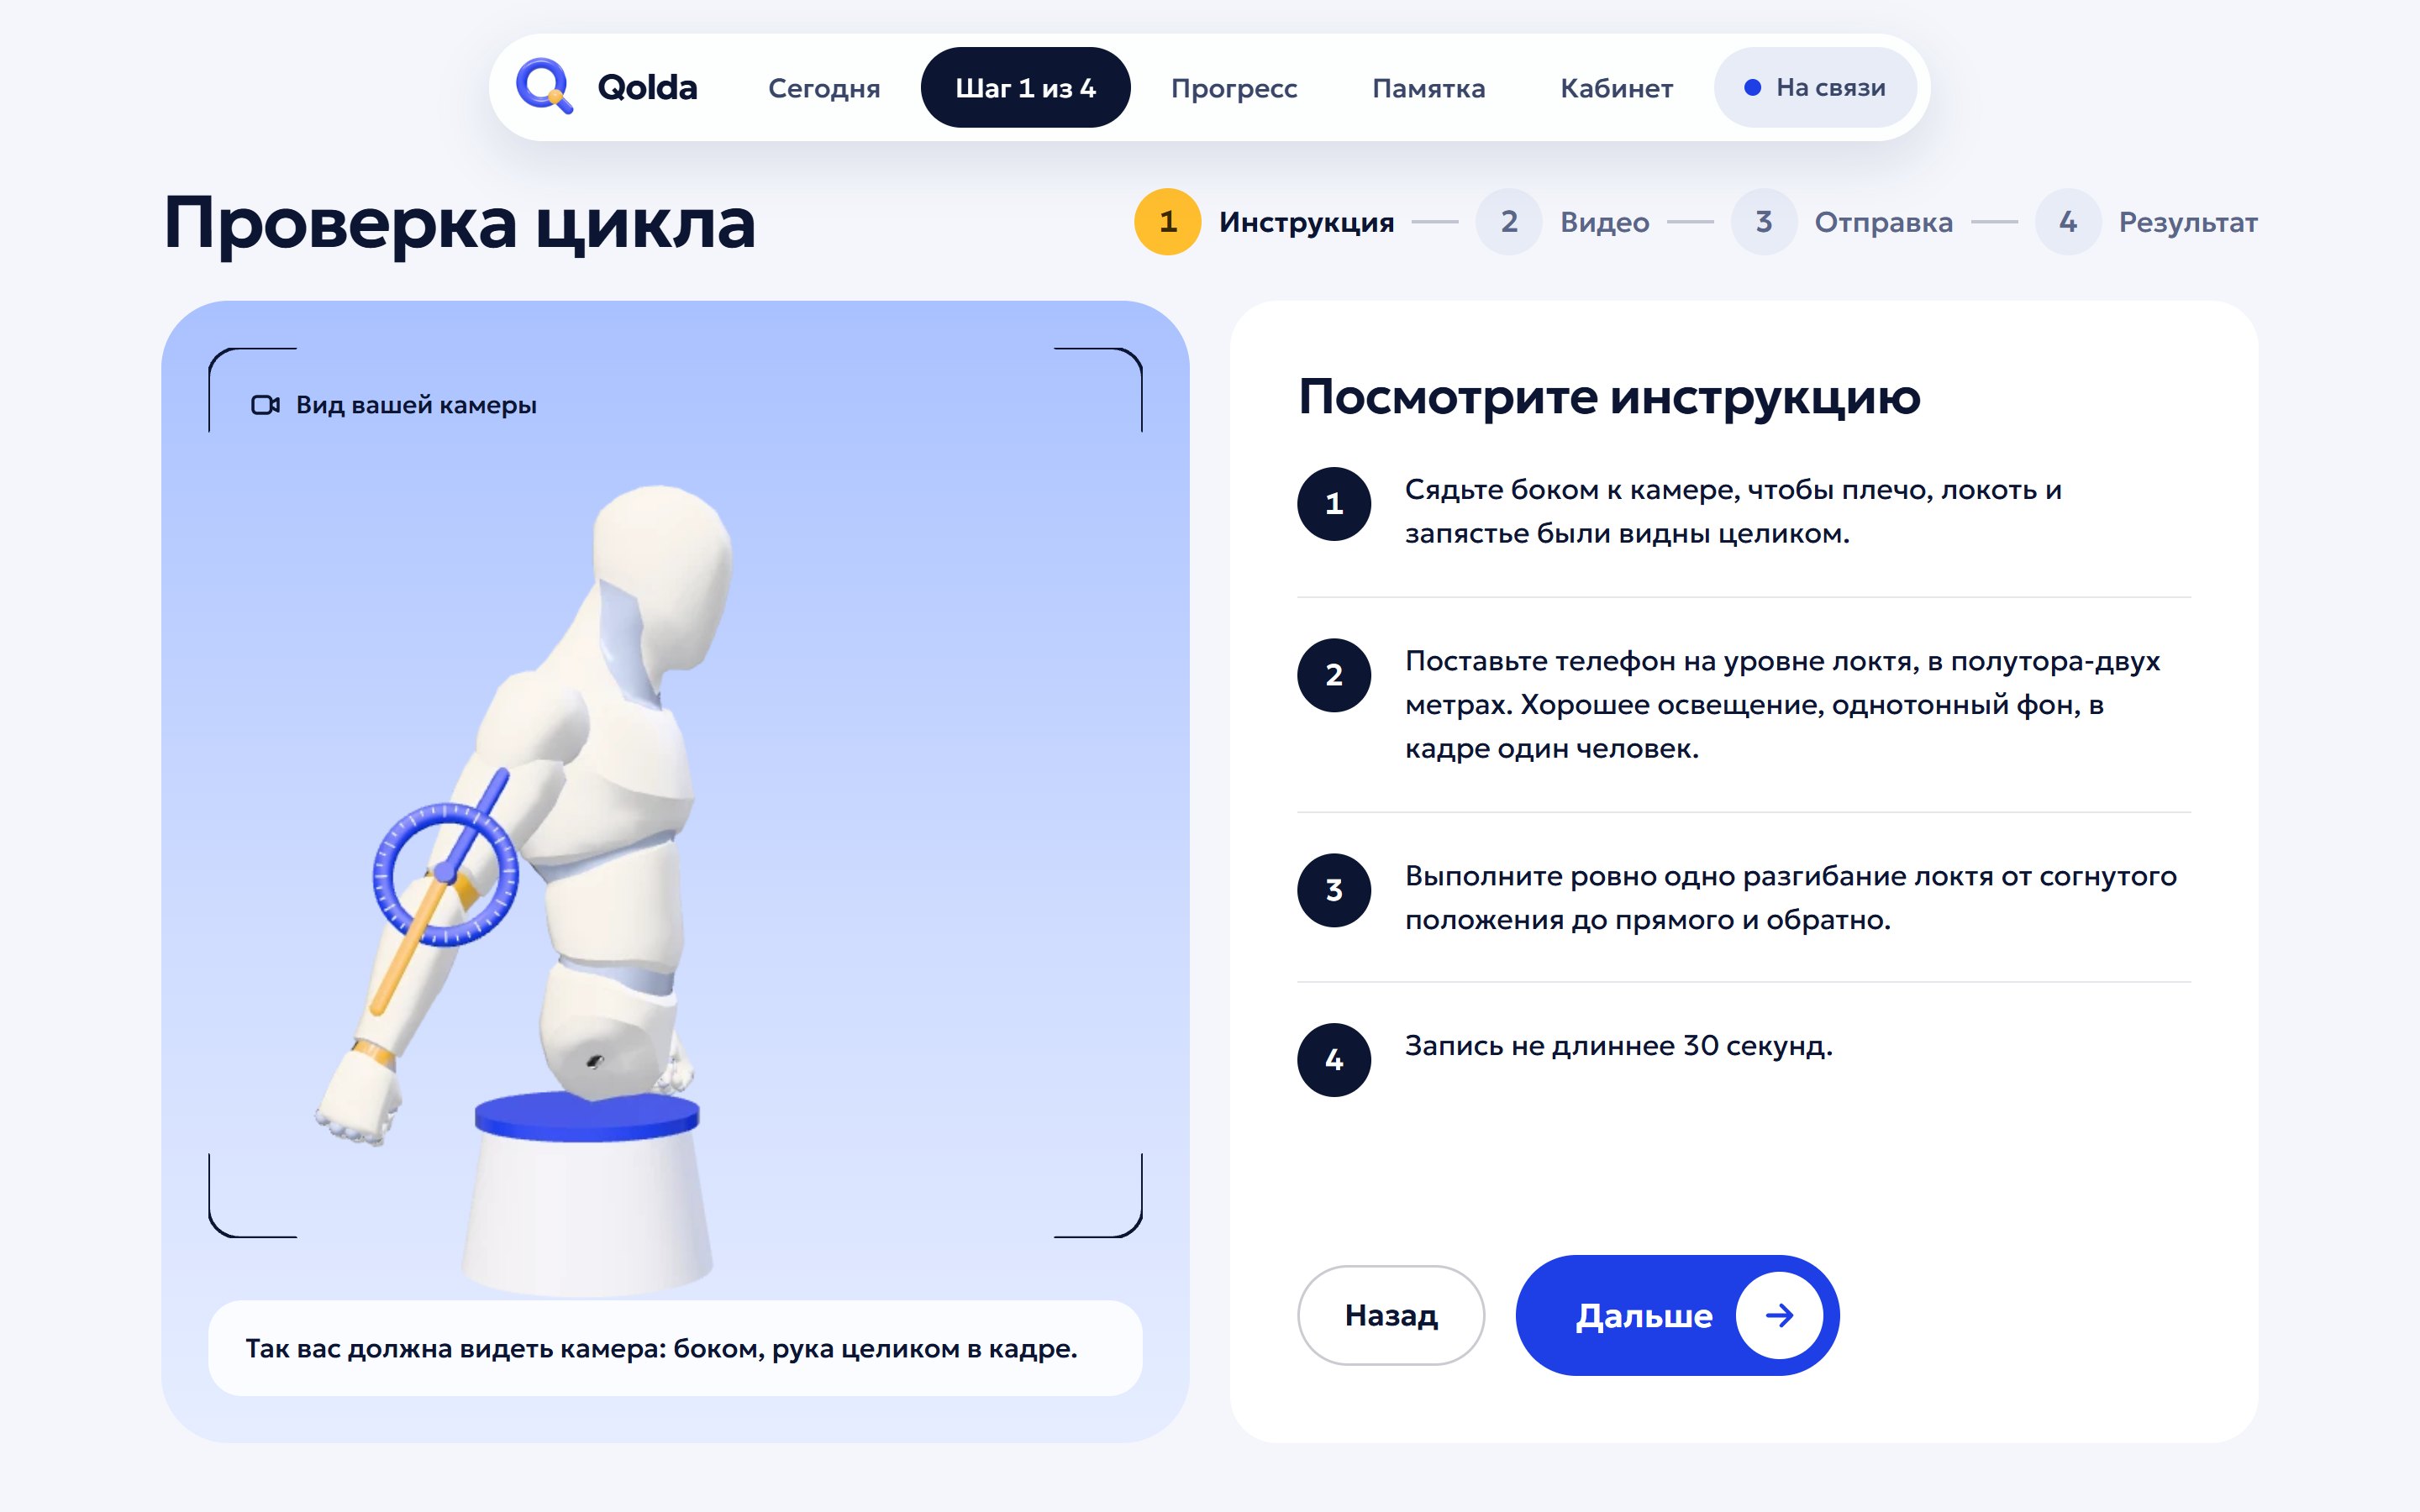 Qolda
Сегодня
Шаг 1 из 4
Прогресс
Памятка
Кабинет
На связи
Проверка цикла
1 Инструкция
2 Видео
3 Отправка
4 Результат
Вид вашей камеры
Так вас должна видеть камера: боком, рука целиком в кадре.
Посмотрите инструкцию
1
Сядьте боком к камере, чтобы плечо, локоть и
запястье были видны целиком.
2
Поставьте телефон на уровне локтя, в полутора-двух
метрах. Хорошее освещение, однотонный фон, в
кадре один человек.
3
Выполните ровно одно разгибание локтя от согнутого
положения до прямого и обратно.
4
Запись не длиннее 30 секунд.
Назад
Дальше